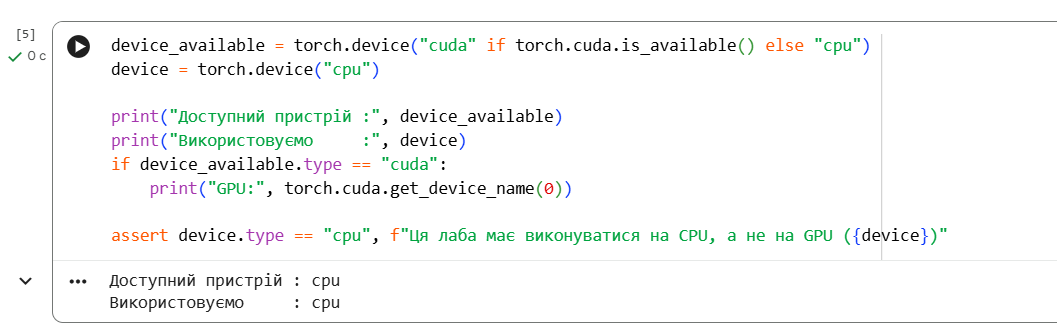 [5]
0 с
device_available = torch.device("cuda" if torch.cuda.is_available() else "cpu")
device = torch.device("cpu")
print("Доступний пристрій :", device_available)
print("Використовуємо     :", device)
if device_available.type == "cuda":
    print("GPU:", torch.cuda.get_device_name(0))
assert device.type == "cpu", f"Ця лаба має виконуватися на CPU, а не на GPU ({device})"
Доступний пристрій : cpu
Використовуємо     : cpu